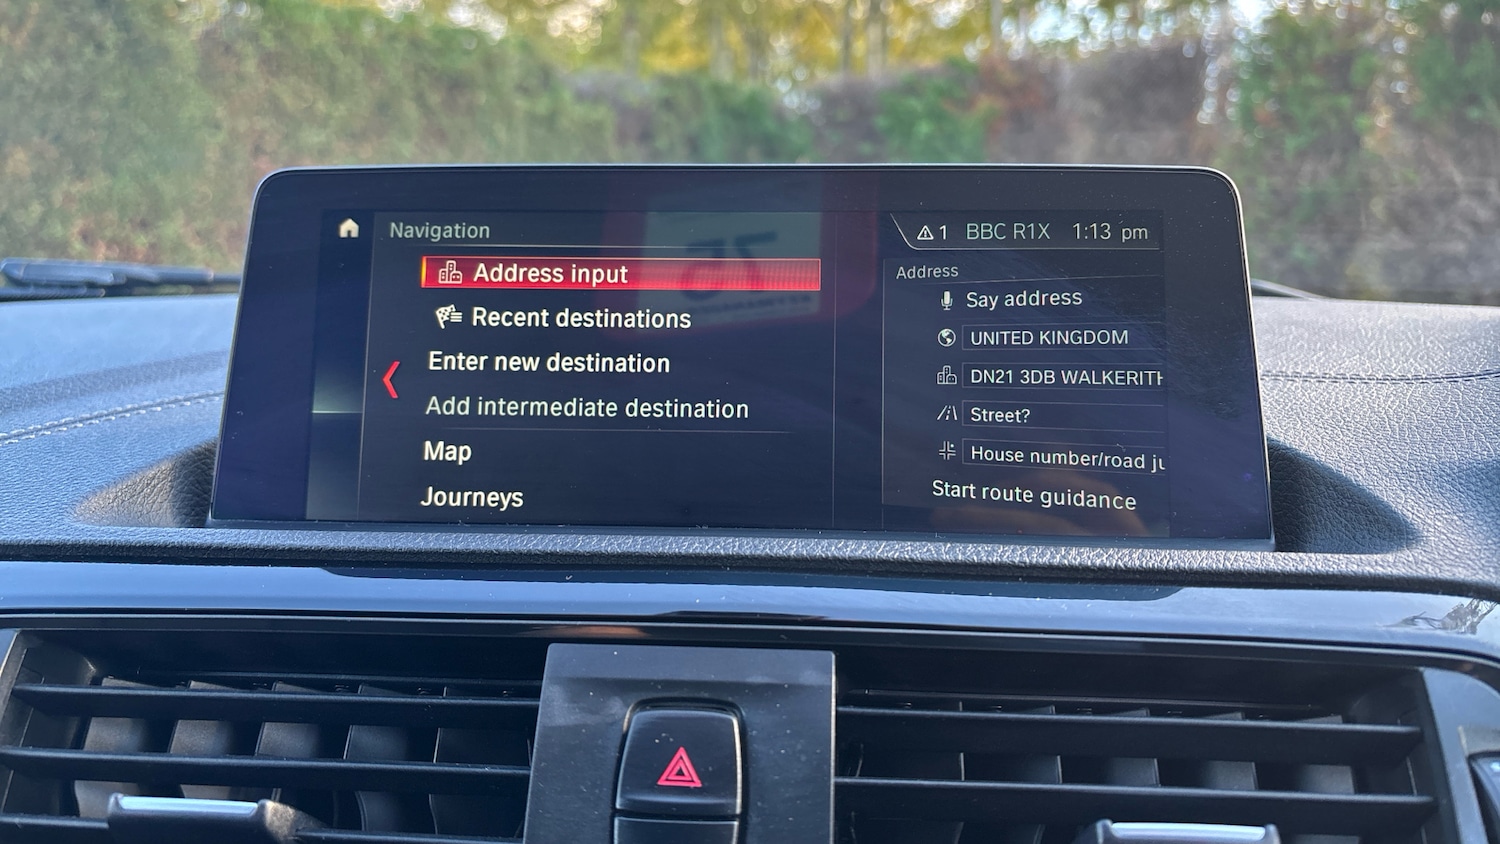 Navigation
Address input
Recent destinations
Enter new destination
Add intermediate destination
Map
Journeys
1 BBC R1X 1:13 pm
Address
Say address
UNITED KINGDOM
DN21 3DB WALKERITH
Street?
House number/road ju
Start route guidance